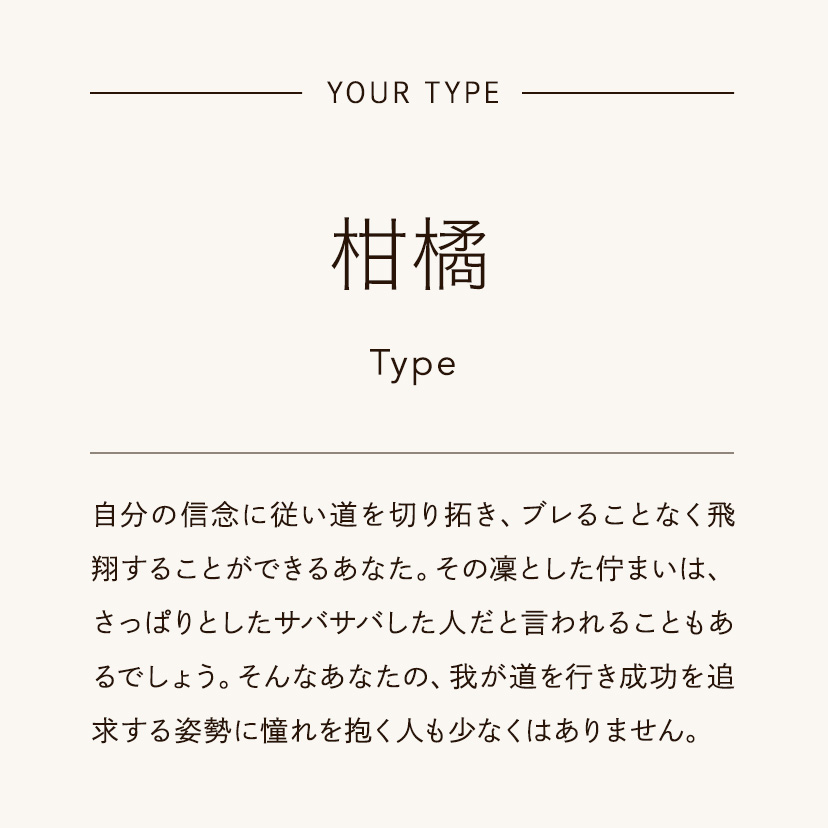 YOUR TYPE
柑橘
Type
自分の信念に従い道を切り拓き、ブレることなく飛
翔することができるあなた。その凛とした佇まいは、
さっぱりとしたサバサバした人だと言われることもあ
るでしょう。そんなあなたの、我が道を行き成功を追
求する姿勢に憧れを抱く人も少なくはありません。